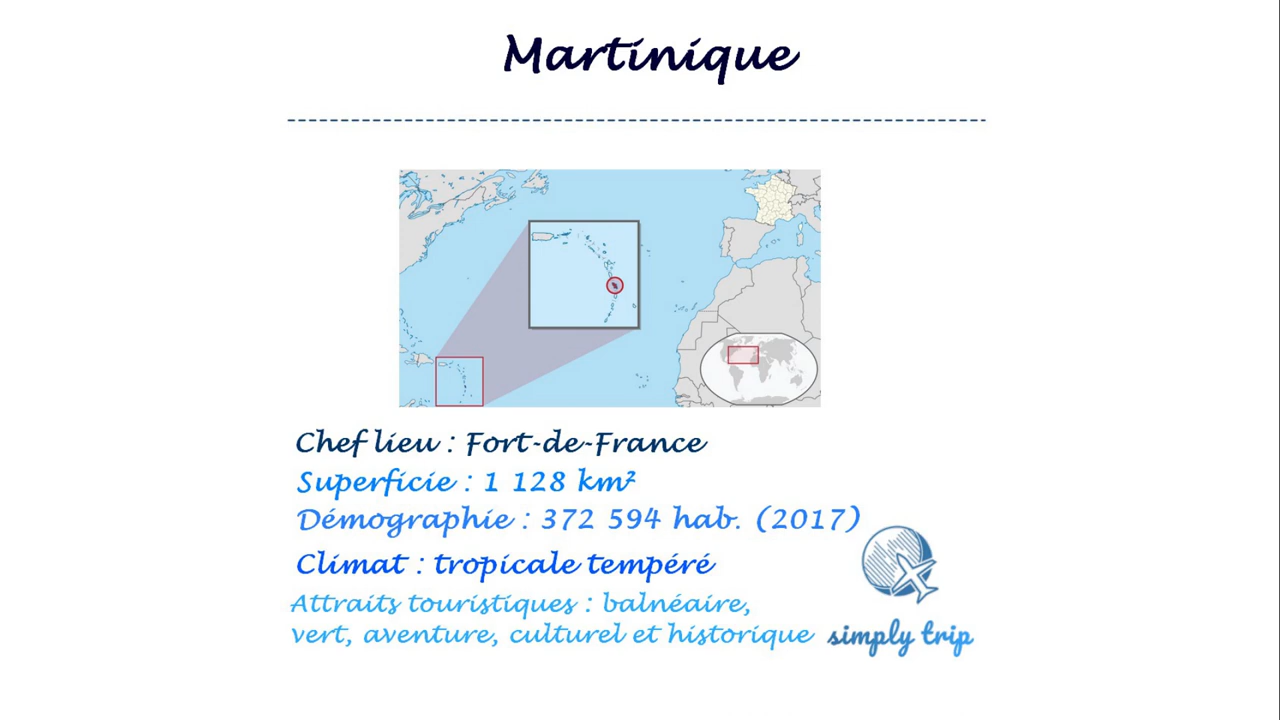 Martinique
Chef lieu : Fort-de-France
Superficie : 1 128 km²
Démographie : 372 594 hab. (2017)
Climat : tropicale tempéré
Attraits touristiques : balnéaire,
vert, aventure, culturel et historique
simply trip